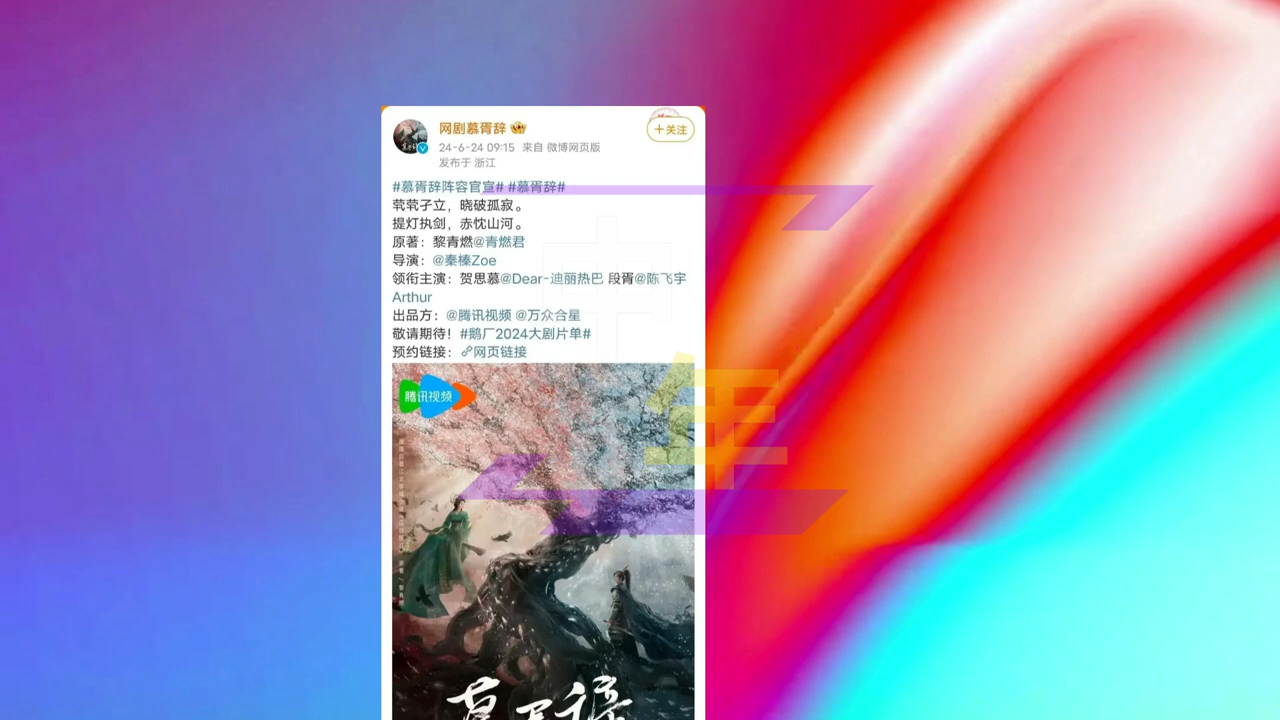 网剧慕胥辞
+关注
24-6-24 09:15 来自 微博网页版
发布于 浙江
#慕胥辞阵容官宣# #慕胥辞#
茕茕孑立，晓破孤寂。
提灯执剑，赤忱山河。
原著：黎青燃@青燃君
导演：@秦榛Zoe
领衔主演：贺思慕@Dear-迪丽热巴 段胥@陈飞宇
Arthur
出品方：@腾讯视频 @万众合星
敬请期待！#鹅厂2024大剧片单#
预约链接：网页链接
腾讯视频
年
慕胥辞